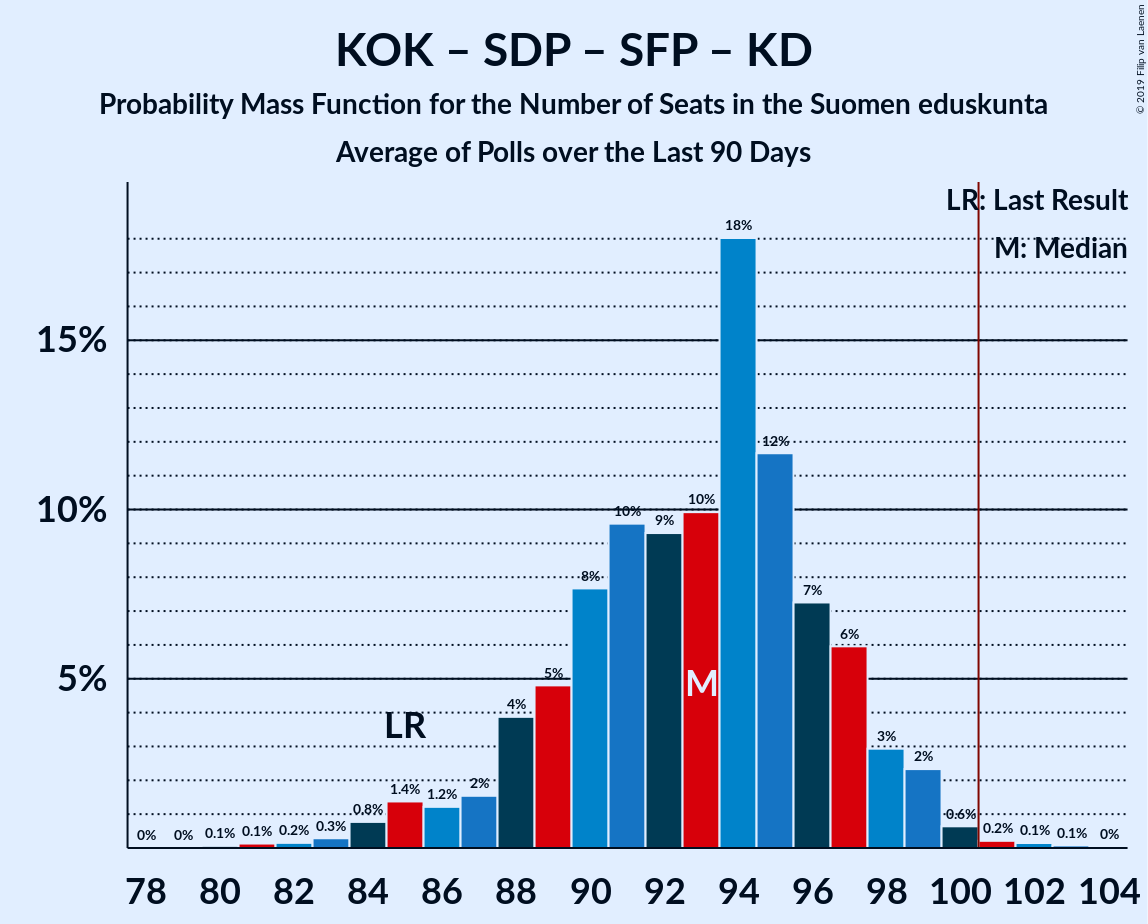 KOK – SDP – SFP – KD
Probability Mass Function for the Number of Seats in the Suomen eduskunta
Average of Polls over the Last 90 Days
© 2019 Filip van Laenen
LR: Last Result
M: Median
15%
10%
5%
0% 0% 0.1% 0.1% 0.2% 0.3% 0.8% 1.4% 1.2% 2% 4% 5% 8% 10% 9% 10% 18% 12% 7% 6% 3% 2% 0.6% 0.2% 0.1% 0.1% 0%
LR
M
78 80 82 84 86 88 90 92 94 96 98 100 102 104